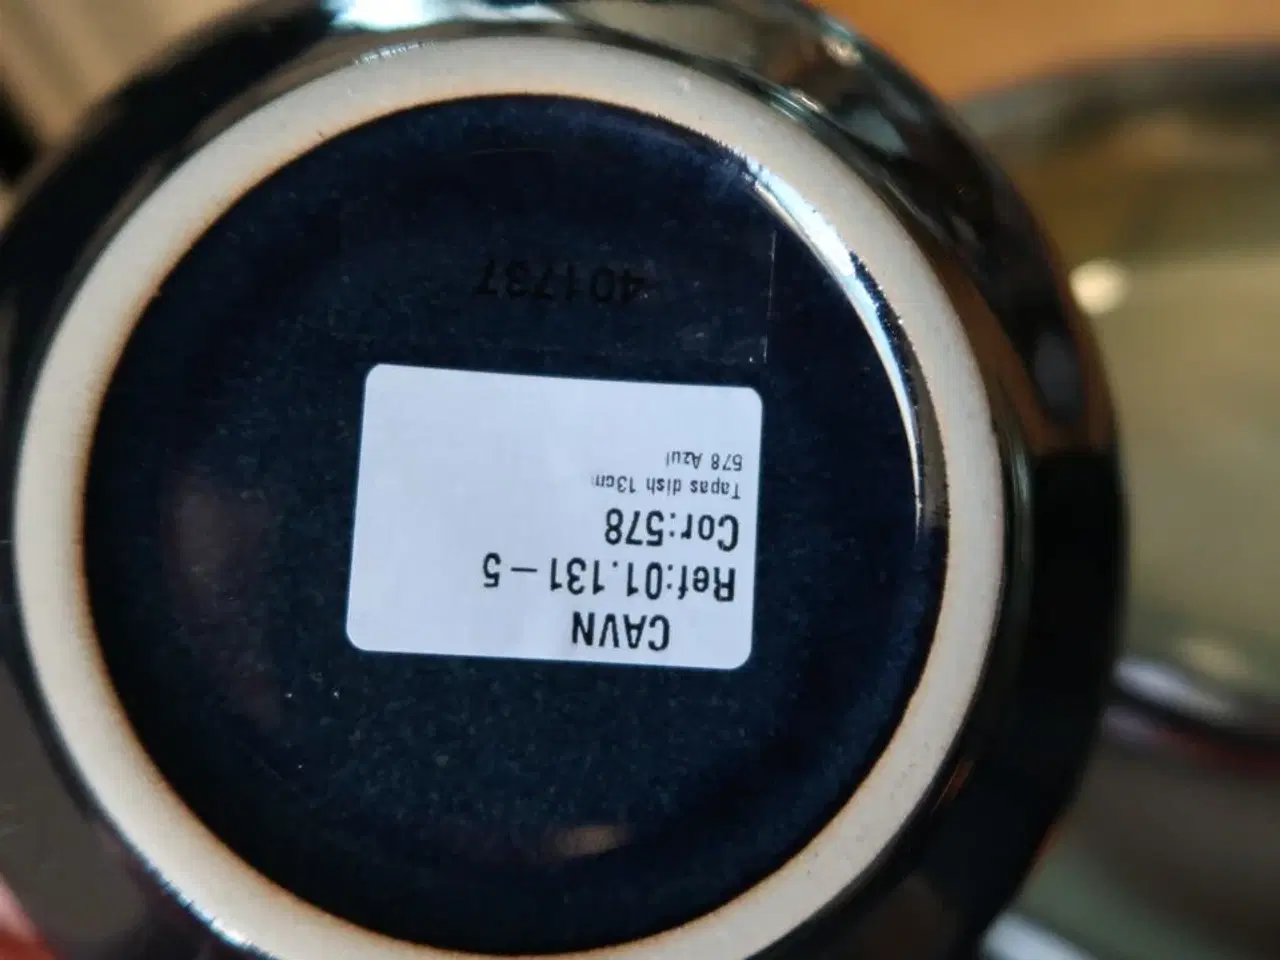 CAVN
Ref:01.131-5
Cor:578
Tapas dish 13cm
578 Azul
401737